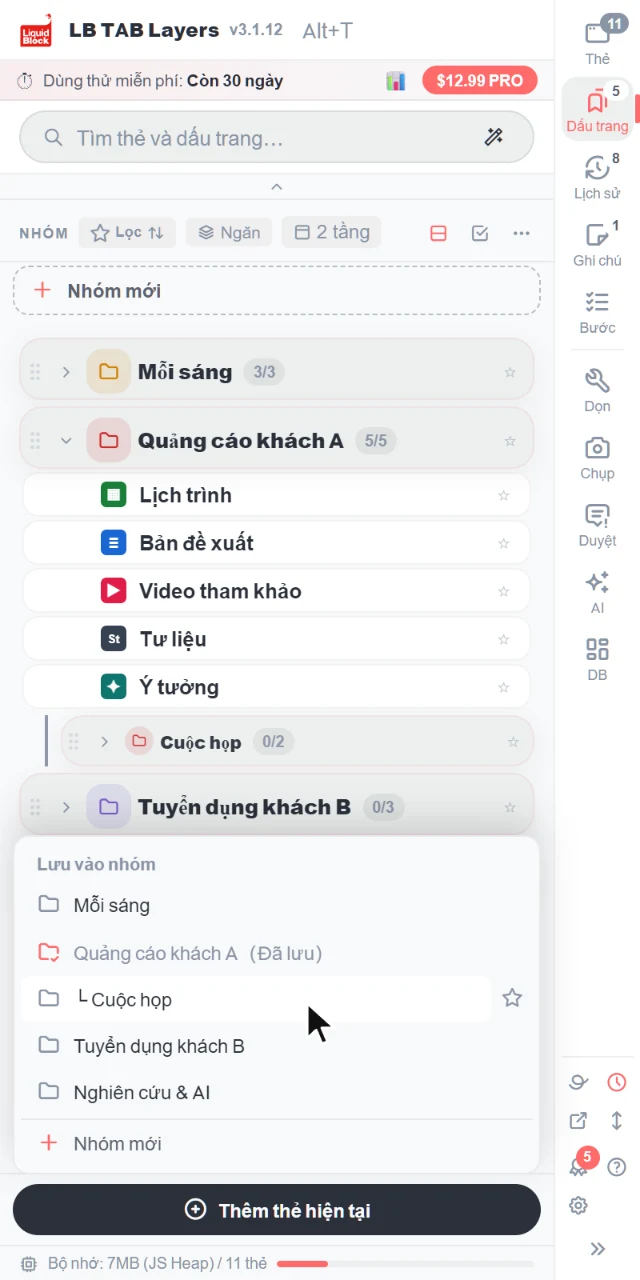 Liquid Block LB TAB Layers v3.1.12 Alt+T
Dùng thử miễn phí: Còn 30 ngày $12.99 PRO
Tìm thẻ và dấu trang...
NHÓM Lọc Ngăn 2 tầng
Nhóm mới
Mỗi sáng 3/3
Quảng cáo khách A 5/5
Lịch trình
Bản đề xuất
Video tham khảo
St Tư liệu
Ý tưởng
Cuộc họp 0/2
Tuyển dụng khách B 0/3
Lưu vào nhóm
Mỗi sáng
Quảng cáo khách A (Đã lưu)
└ Cuộc họp
Tuyển dụng khách B
Nghiên cứu & AI
Nhóm mới
Thêm thẻ hiện tại
Bộ nhớ: 7MB (JS Heap) / 11 thẻ
11
Thẻ
5
Dấu trang
8
Lịch sử
1
Ghi chú
Bước
Dọn
Chụp
Duyệt
AI
DB
5